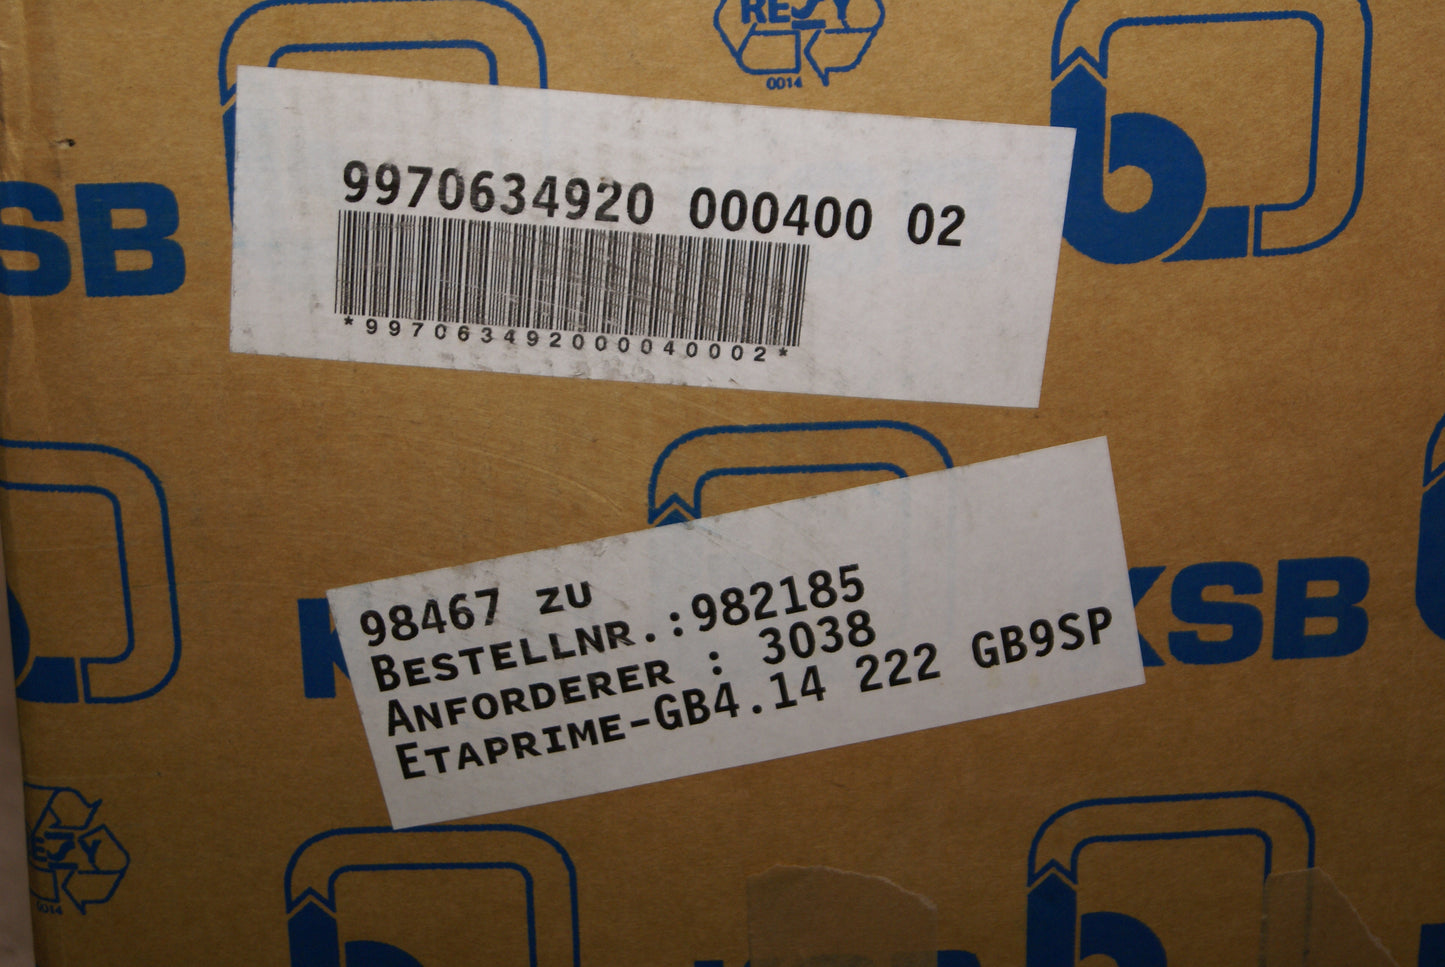 RESY
0014
KSB
9970634920 000400 02
*997063492000040002*
98467 ZU
BESTELLNR.:982185
ANFORDERER : 3038
ETAPRIME-GB4.14 222 GB9SP
KSB
RESY
0014
KSB